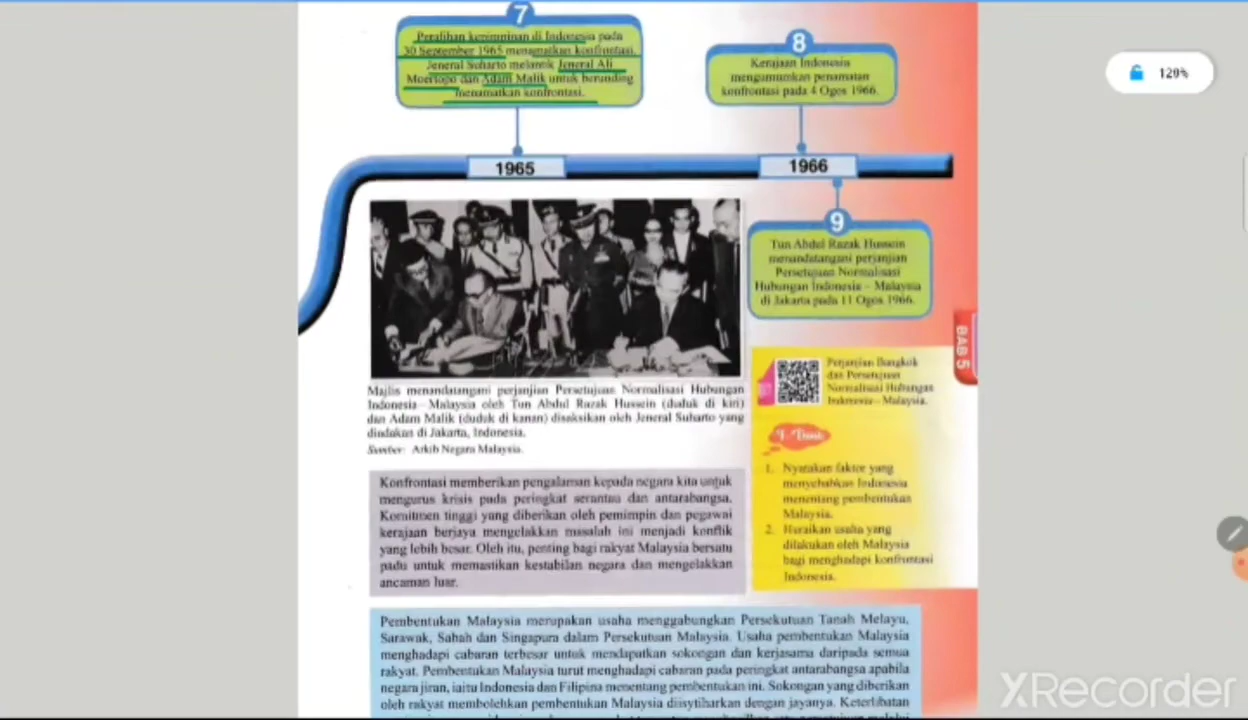 7
Peralihan kepimpinan di Indonesia pada
30 September 1965 menamatkan konfrontasi.
Jeneral Suharto melantik Jeneral Ali
Moertopo dan Adam Malik untuk berunding
menamatkan konfrontasi.
8
Kerajaan Indonesia
mengumumkan penamatan
konfrontasi pada 4 Ogos 1966.
120%
1965
1966
9
Tun Abdul Razak Hussein
menandatangani perjanjian
Persetujuan Normalisasi
Hubungan Indonesia – Malaysia
di Jakarta pada 11 Ogos 1966.
BAB 5
Majlis menandatangani perjanjian Persetujuan Normalisasi Hubungan
Indonesia – Malaysia oleh Tun Abdul Razak Hussein (duduk di kiri)
dan Adam Malik (duduk di kanan) disaksikan oleh Jeneral Suharto yang
diadakan di Jakarta, Indonesia.
Sumber: Arkib Negara Malaysia.
Perjanjian Bangkok
dan Persetujuan
Normalisasi Hubungan
Indonesia – Malaysia.
i-Think
1. Nyatakan faktor yang
menyebabkan Indonesia
menentang pembentukan
Malaysia.
2. Huraikan usaha yang
dilakukan oleh Malaysia
bagi menghadapi konfrontasi
Indonesia.
Konfrontasi memberikan pengalaman kepada negara kita untuk
mengurus krisis pada peringkat serantau dan antarabangsa.
Komitmen tinggi yang diberikan oleh pemimpin dan pegawai
kerajaan berjaya mengelakkan masalah ini menjadi konflik
yang lebih besar. Oleh itu, penting bagi rakyat Malaysia bersatu
padu untuk memastikan kestabilan negara dan mengelakkan
ancaman luar.
Pembentukan Malaysia merupakan usaha menggabungkan Persekutuan Tanah Melayu,
Sarawak, Sabah dan Singapura dalam Persekutuan Malaysia. Usaha pembentukan Malaysia
menghadapi cabaran terbesar untuk mendapatkan sokongan dan kerjasama daripada semua
rakyat. Pembentukan Malaysia turut menghadapi cabaran pada peringkat antarabangsa apabila
negara jiran, iaitu Indonesia dan Filipina menentang pembentukan ini. Sokongan yang diberikan
oleh rakyat membolehkan pembentukan Malaysia diisytiharkan dengan jayanya. Keterlibatan
XRecorder